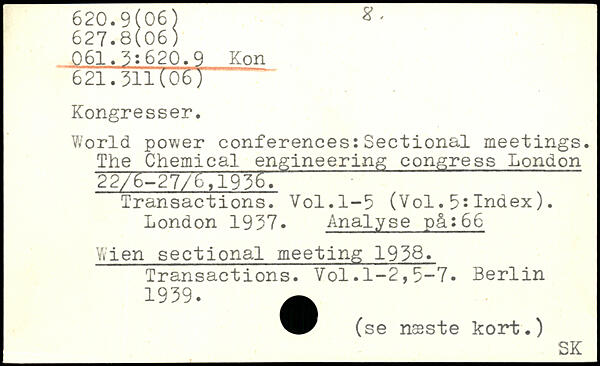 620.9(06) 8.
627.8(06)
061.3:620.9 Kon
621.311(06)
Kongresser.
World power conferences:Sectional meetings.
The Chemical engineering congress London
22/6-27/6,1936.
Transactions. Vol.1-5 (Vol.5:Index).
London 1937. Analyse på:66
Wien sectional meeting 1938.
Transactions. Vol.1-2,5-7. Berlin
1939.
(se næste kort.)
SK